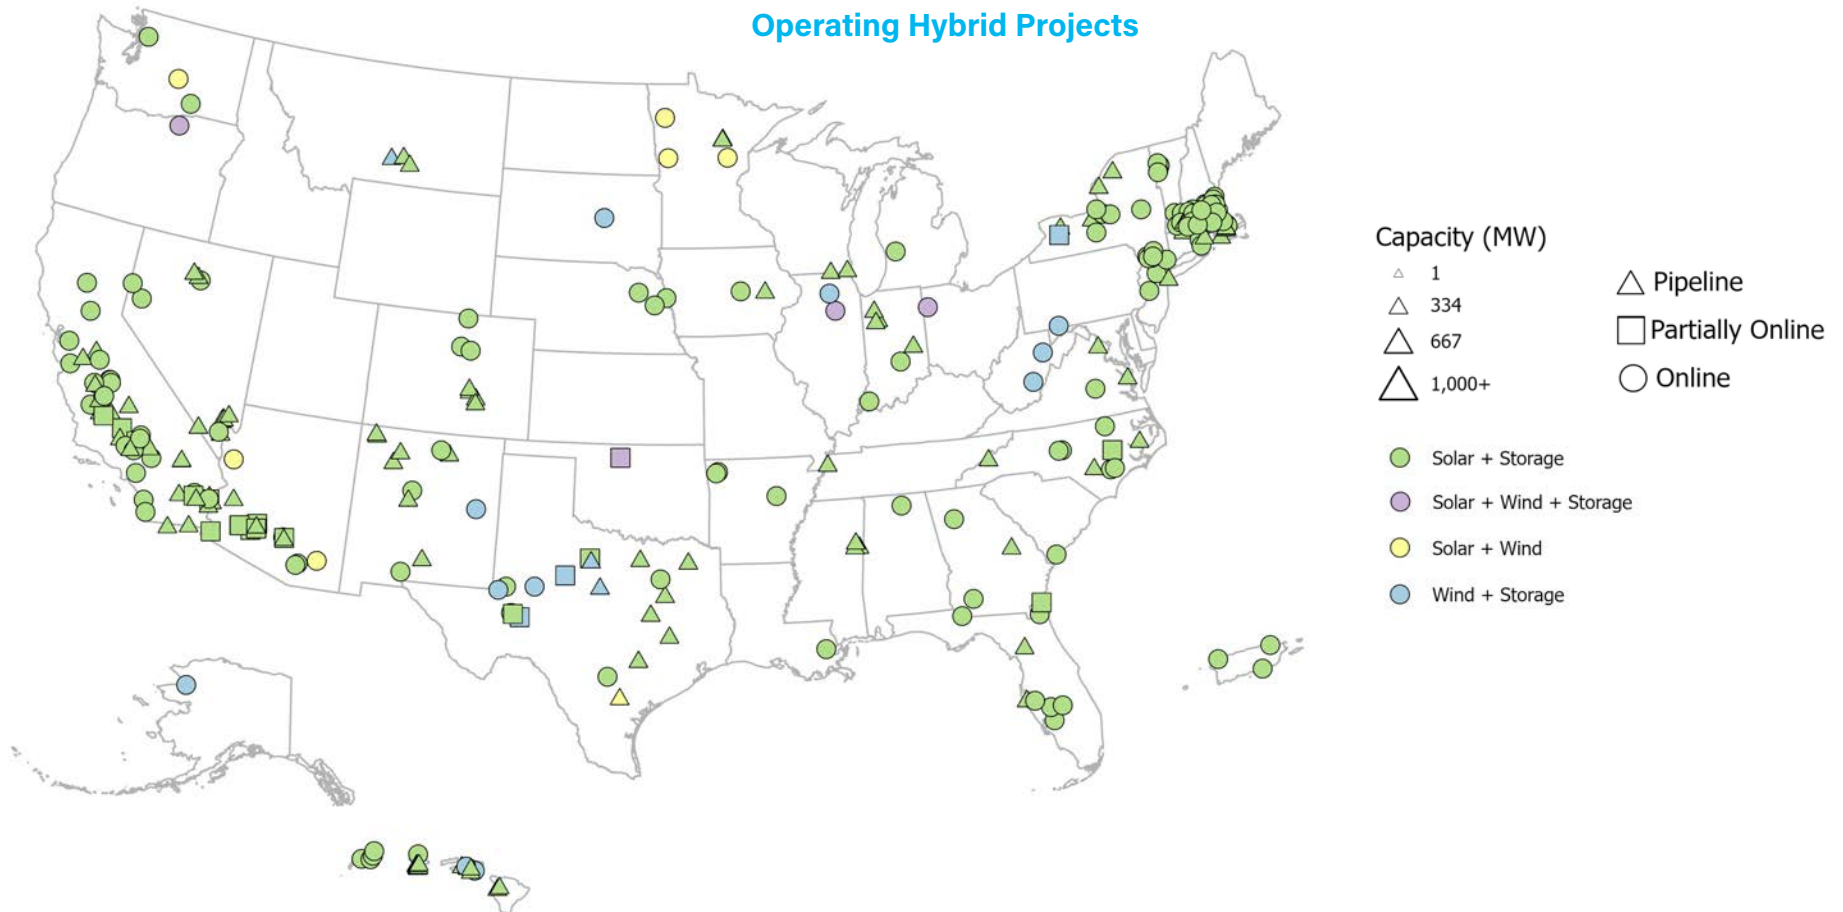 Operating Hybrid Projects
Capacity (MW)
1
334
667
1,000+
Pipeline
Partially Online
Online
Solar + Storage
Solar + Wind + Storage
Solar + Wind
Wind + Storage